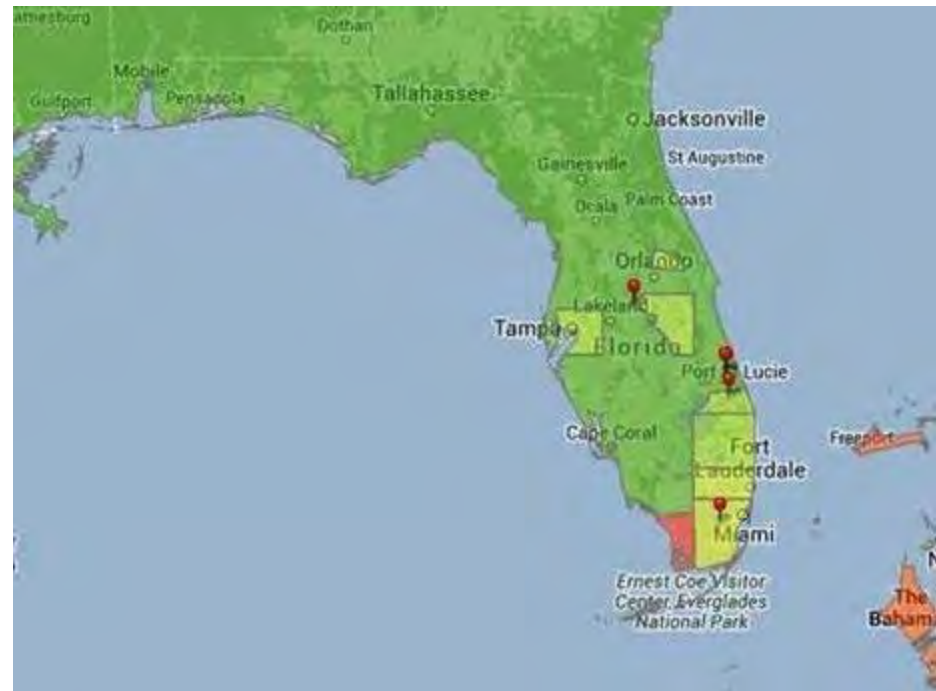 Dothan
Mobile
Gulfport
Pensacola
Tallahassee
Jacksonville
St Augustine
Gainesville
Ocala
Palm Coast
Orlando
Lakeland
Tampa
Florida
Port
Lucie
Cape Coral
Freeport
Fort
Lauderdale
Miami
Ernest Coe Visitor
Center, Everglades
National Park
The
Baham